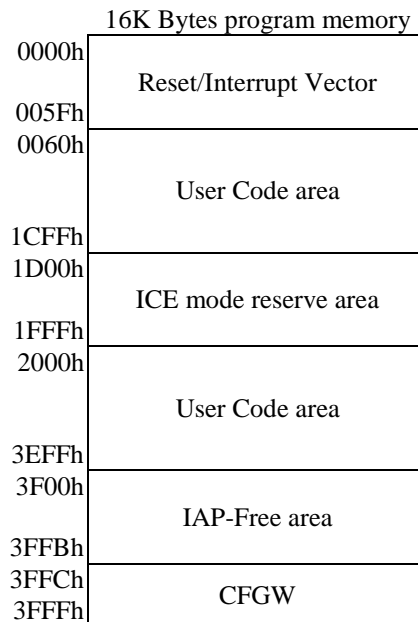 16K Bytes program memory
0000h
Reset/Interrupt Vector
005Fh
0060h
User Code area
1CFFh
1D00h
ICE mode reserve area
1FFFh
2000h
User Code area
3EFFh
3F00h
IAP-Free area
3FFBh
3FFCh
CFGW
3FFFh